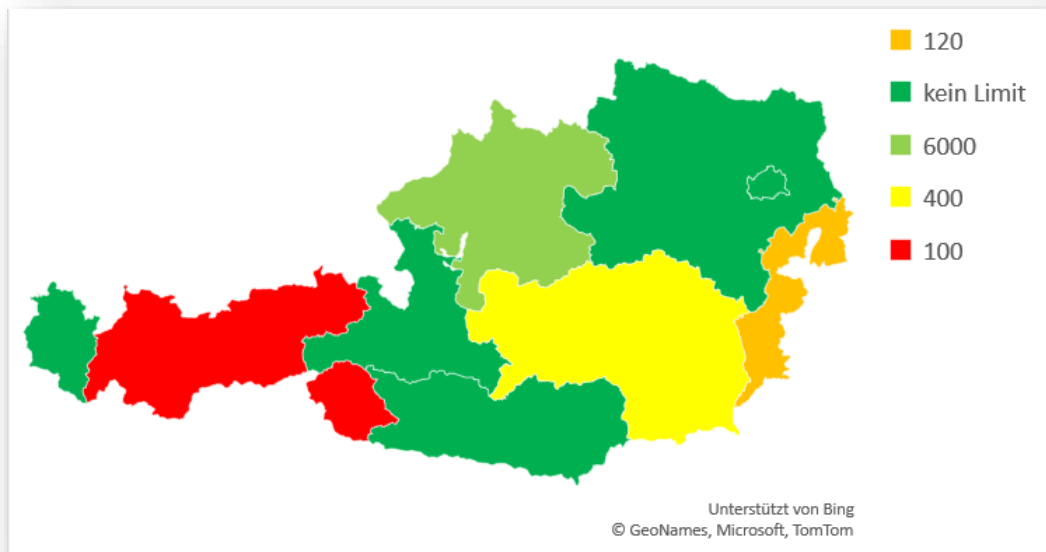 120
kein Limit
6000
400
100
Unterstützt von Bing
© GeoNames, Microsoft, TomTom